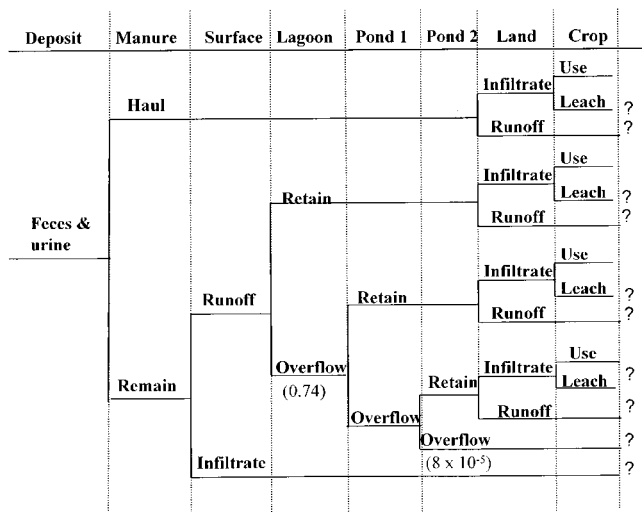 Deposit Manure Surface Lagoon Pond 1 Pond 2 Land Crop
Use
Infiltrate
Haul
Leach ?
Runoff ?
Use
Infiltrate
Retain
Leach ?
Feces &
urine
Runoff ?
Use
Infiltrate
Runoff
Retain
Leach ?
Runoff ?
Use
Overflow
Infiltrate
?
Remain
(0.74)
Retain
Leach
Overflow
Runoff
?
Overflow
?
Infiltrate
(8 x 10-5)
?